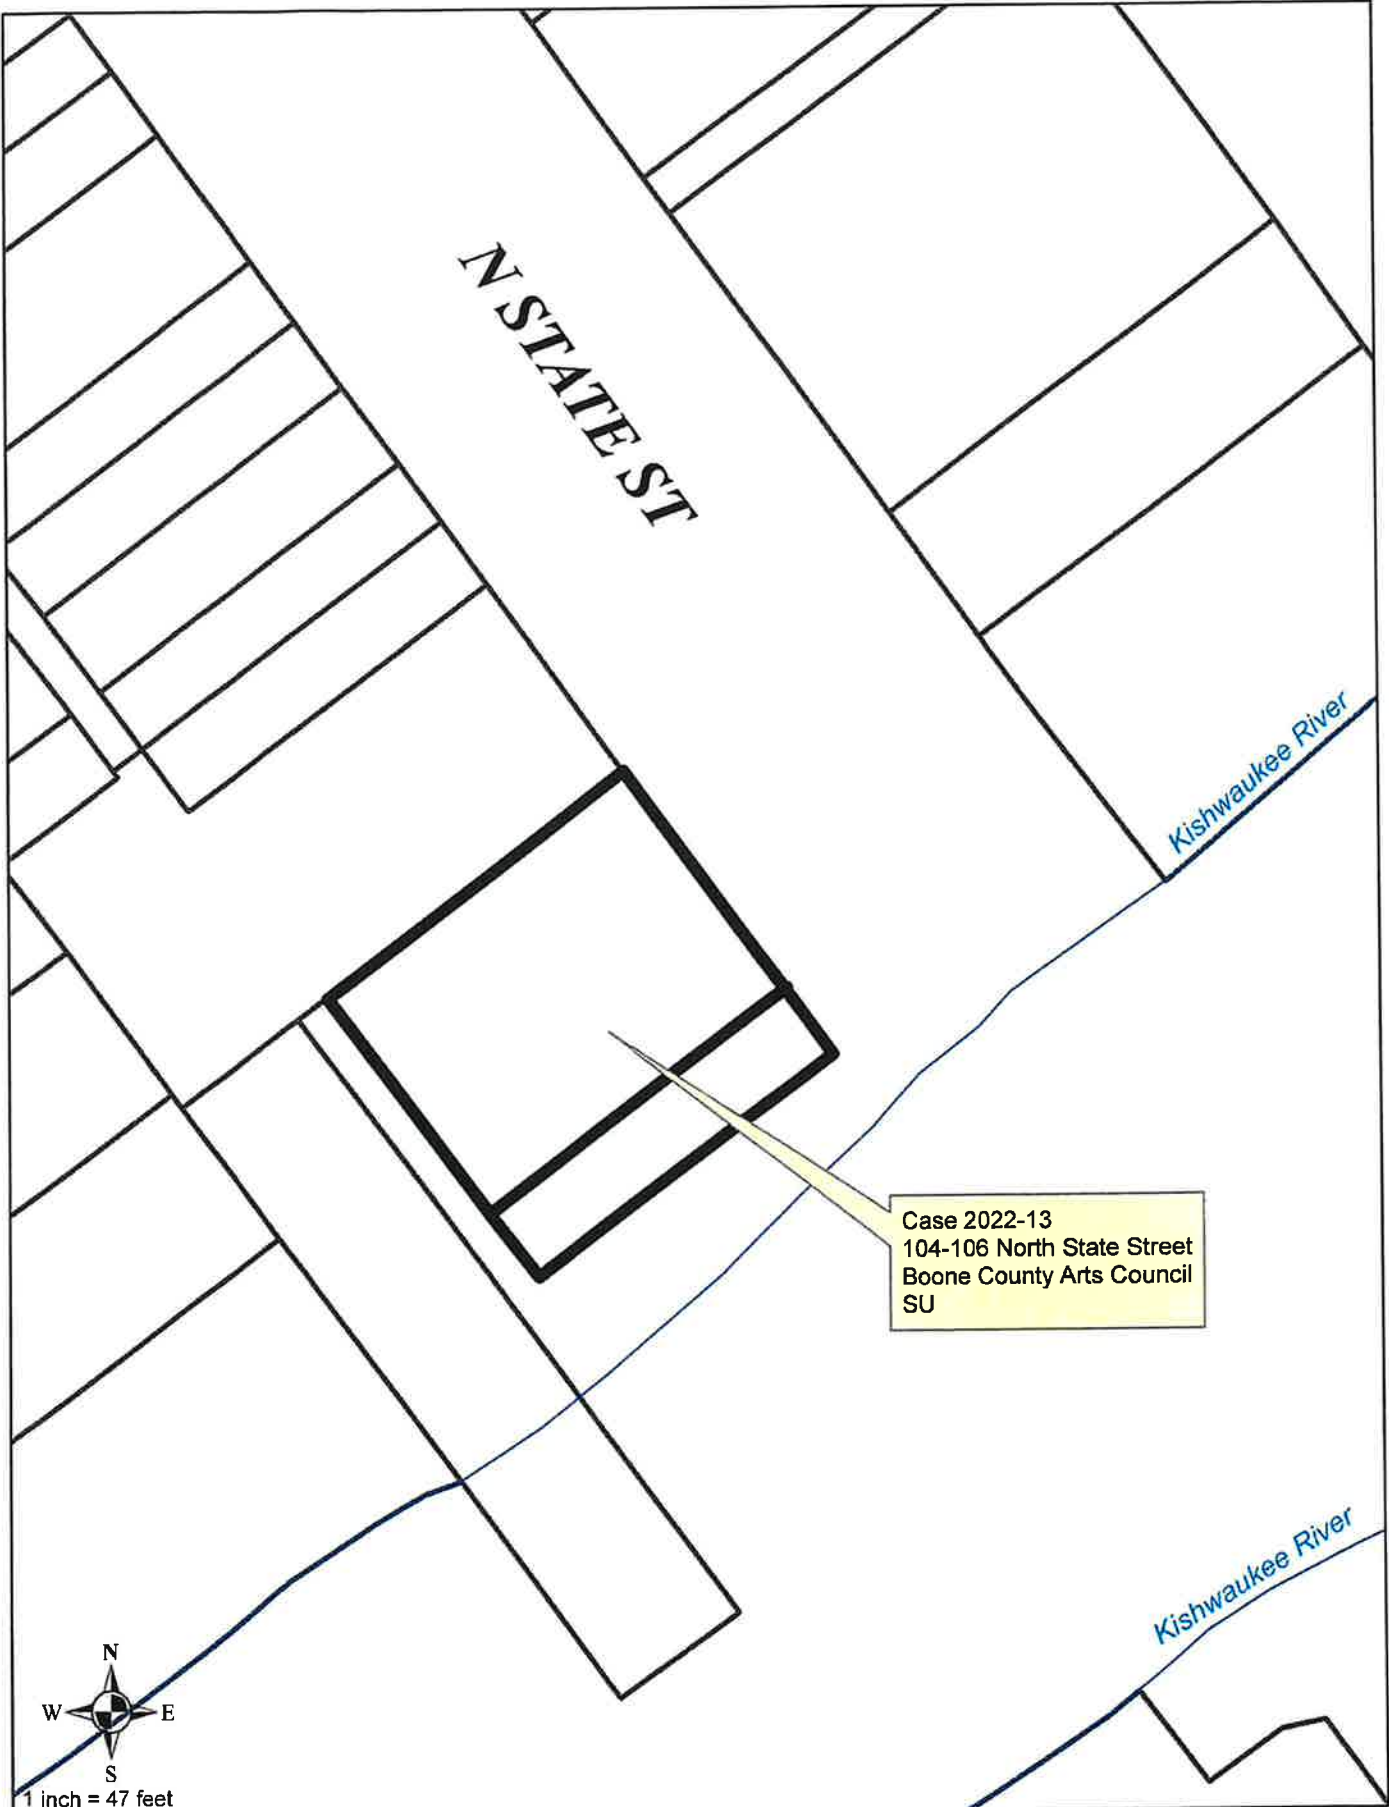 N STATE ST
Kishwaukee River
Case 2022-13
104-106 North State Street
Boone County Arts Council
SU
Kishwaukee River
N
W E
S
1 inch = 47 feet